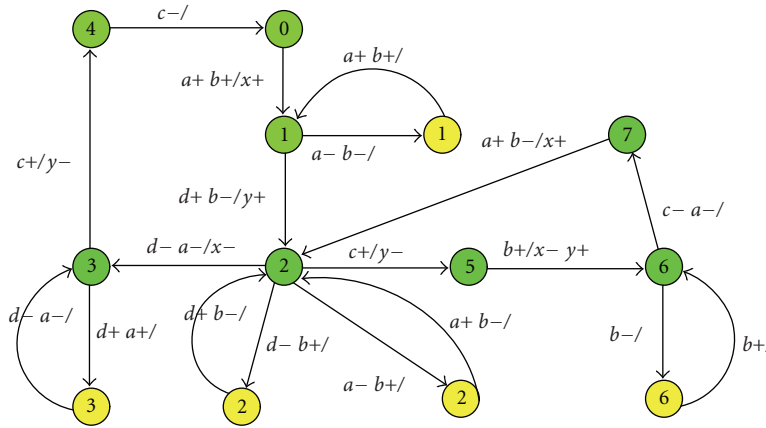 c−/
4
0
a+ b+/
a+ b+/x+
1
1
7
a− b−/
a+ b−/x+
c+/y−
d+ b−/y+
c− a−/
d− a−/x−
c+/y−
b+/x− y+
3
2
5
6
d− a−/
d+ a+/
d+ b−/
d− b+/
a+ b−/
b−/
b+/
a− b+/
3
2
2
6